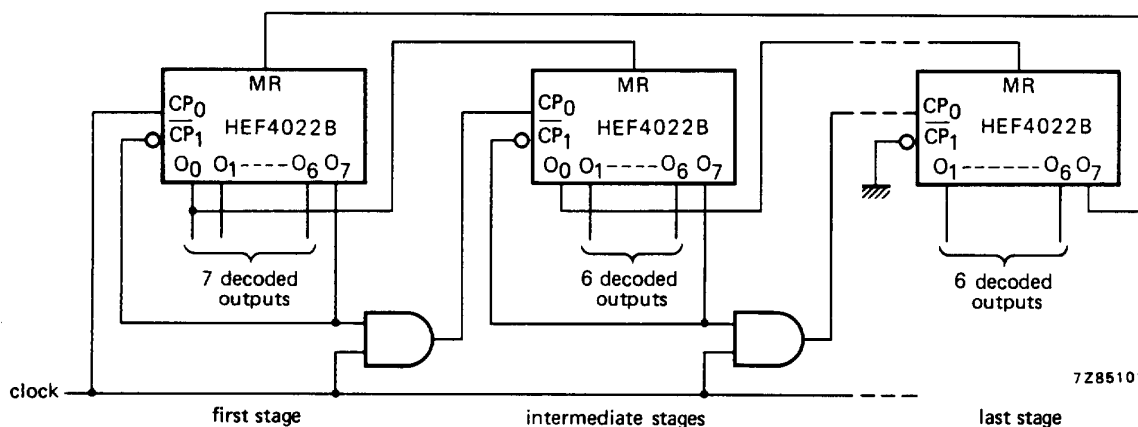 MR
CP0
CP1
HEF4022B
O0 O1 ---- O6 O7
7 decoded
outputs
MR
CP0
CP1
HEF4022B
O0 O1 ---- O6 O7
6 decoded
outputs
MR
CP0
CP1
HEF4022B
O1 ------- O6 O7
6 decoded
outputs
clock
first stage
intermediate stages
last stage